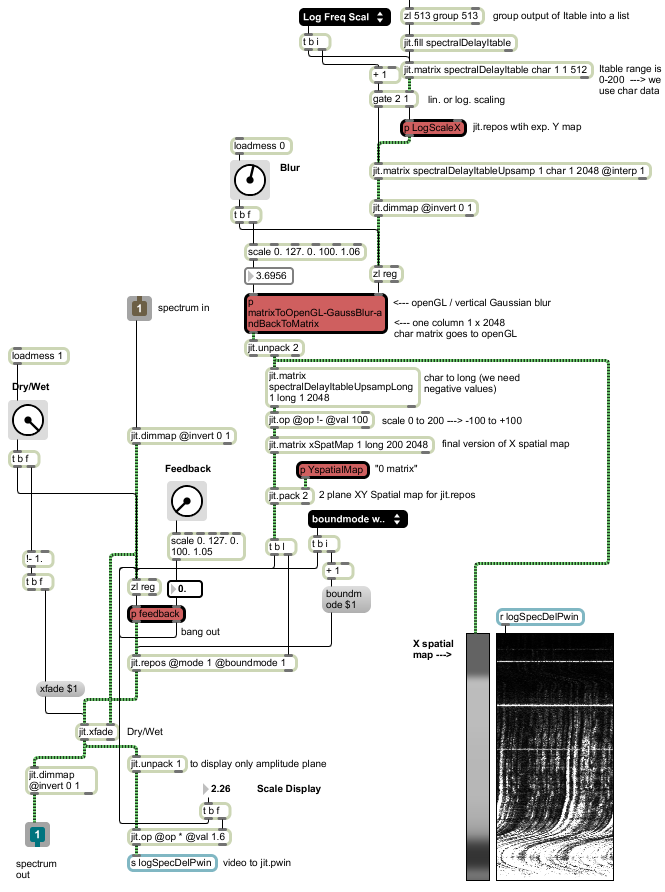 Log Freq Scal
zl 513 group 513
group output of ltable into a list
t b i
jit.fill spectralDelayltable
+ 1
jit.matrix spectralDelayltable char 1 1 512
ltable range is
0-200 ---> we
use char data
gate 2 1
lin. or log. scaling
p LogScaleX
jit.repos wtih exp. Y map
loadmess 0
Blur
jit.matrix spectralDelayltableUpsamp 1 char 1 2048 @interp 1
t b f
jit.dimmap @invert 0 1
scale 0. 127. 0. 100. 1.06
3.6956
zl reg
1
spectrum in
p
matrixToOpenGL-GaussBlur-a
ndBackToMatrix
<--- openGL / vertical Gaussian blur
<--- one column 1 x 2048
char matrix goes to openGL
jit.unpack 2
loadmess 1
Dry/Wet
jit.matrix
spectralDelayltableUpsampLong
1 long 1 2048
char to long (we need
negative values)
jit.op @op !- @val 100
scale 0 to 200 ---> -100 to +100
jit.dimmap @invert 0 1
jit.matrix xSpatMap 1 long 200 2048
final version of X spatial map
t b f
Feedback
p YspatialMap
"0 matrix"
jit.pack 2
2 plane XY Spatial map for jit.repos
boundmode w..
scale 0. 127. 0.
100. 1.05
t b l
t b i
!- 1.
+ 1
t b f
zl reg
0.
boundm
ode $1
p feedback
r logSpecDelPwin
bang out
X spatial
map --->
jit.repos @mode 1 @boundmode 1
xfade $1
jit.xfade
Dry/Wet
jit.dimmap
@invert 0 1
jit.unpack 1
to display only amplitude plane
2.26
Scale Display
t b f
1
jit.op @op * @val 1.6
spectrum
out
s logSpecDelPwin
video to jit.pwin